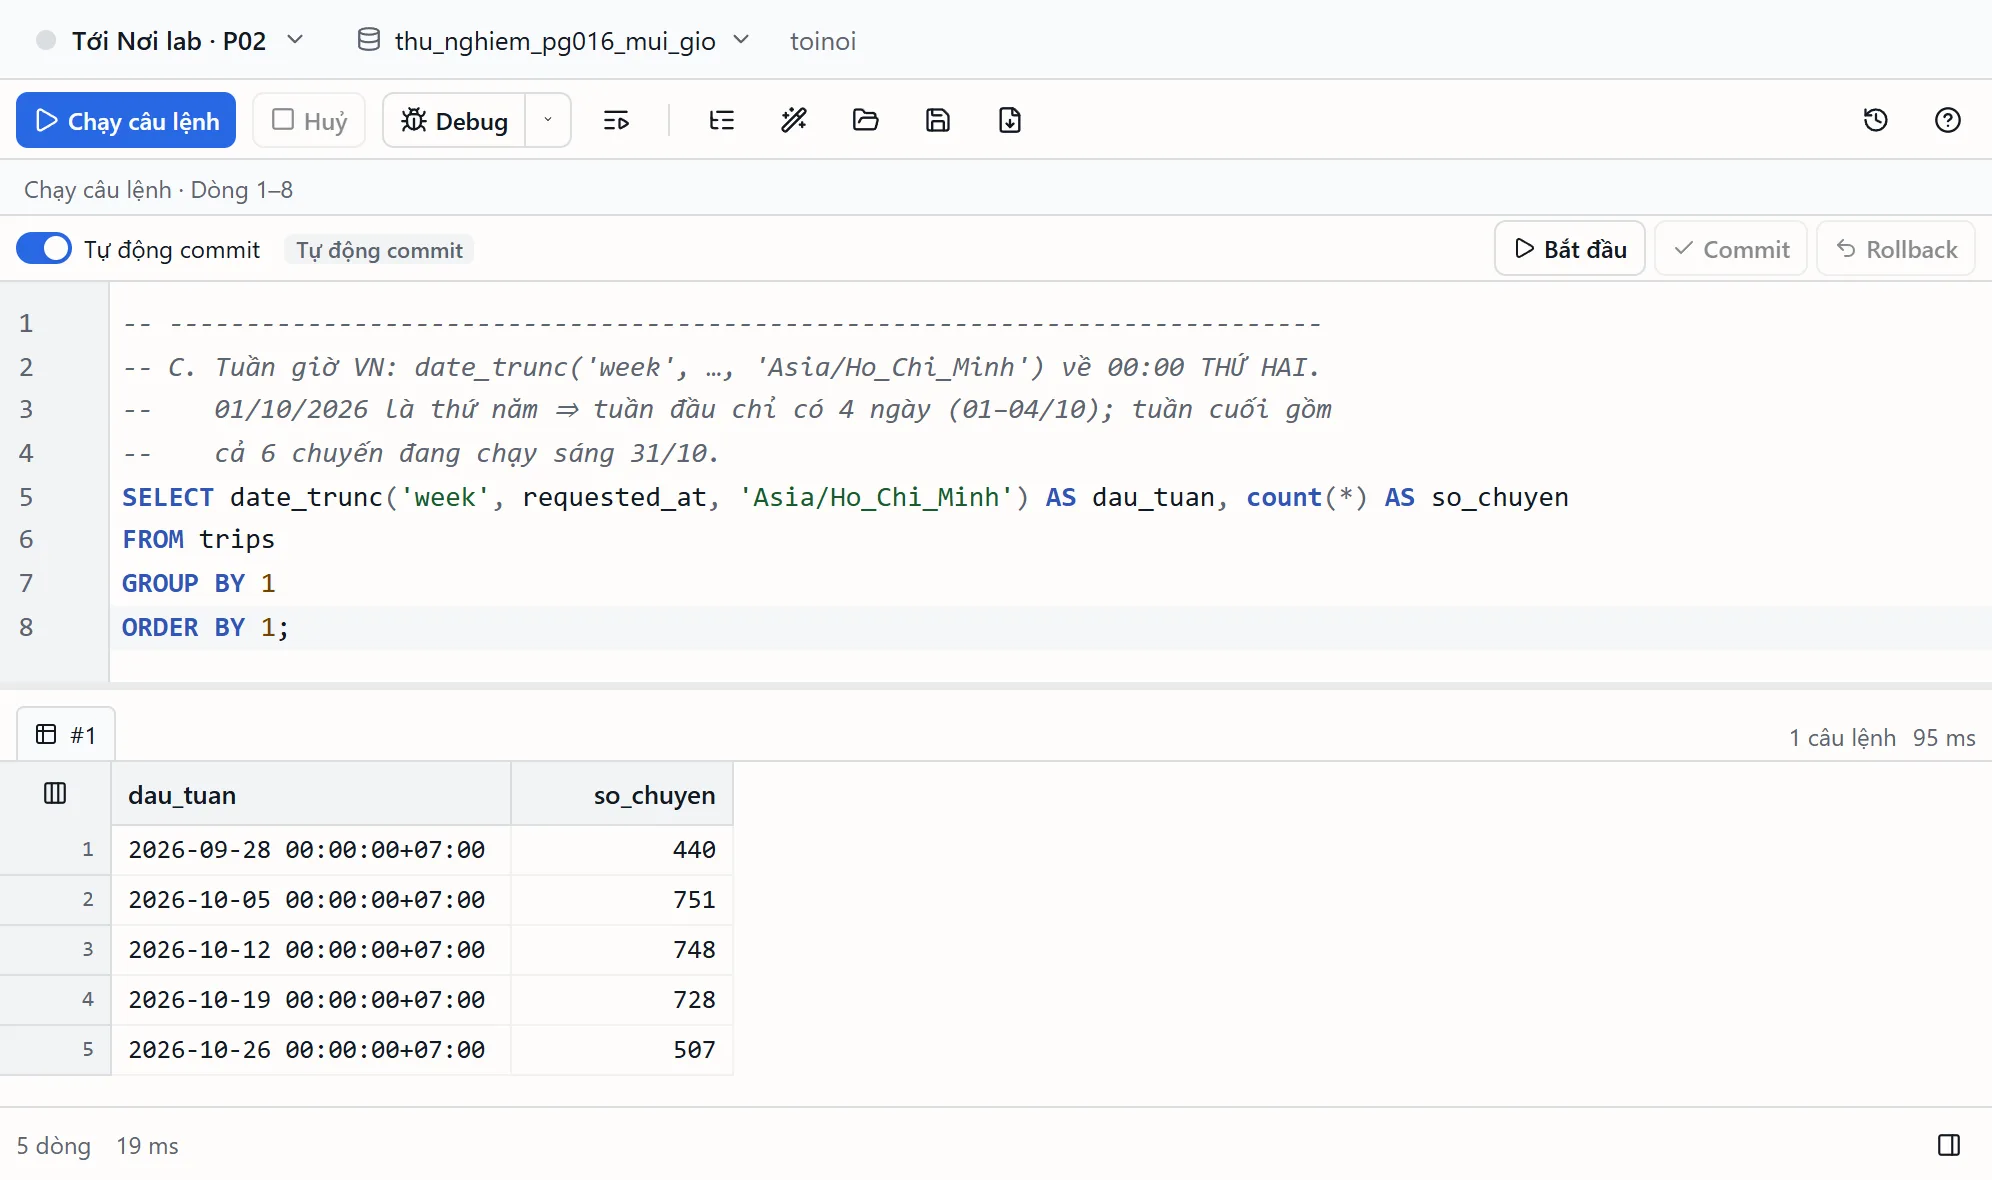 Tới Nơi lab · P02 thu_nghiem_pg016_mui_gio toinoi
Chạy câu lệnh Huỷ Debug
Chạy câu lệnh · Dòng 1–8
Tự động commit Tự động commit Bắt đầu Commit Rollback
1 -- ---------------------------------------------------------------------------
2 -- C. Tuần giờ VN: date_trunc('week', …, 'Asia/Ho_Chi_Minh') về 00:00 THỨ HAI.
3 --    01/10/2026 là thứ năm ⇒ tuần đầu chỉ có 4 ngày (01–04/10); tuần cuối gồm
4 --    cả 6 chuyến đang chạy sáng 31/10.
5 SELECT date_trunc('week', requested_at, 'Asia/Ho_Chi_Minh') AS dau_tuan, count(*) AS so_chuyen
6 FROM trips
7 GROUP BY 1
8 ORDER BY 1;
#1 1 câu lệnh 95 ms
dau_tuan so_chuyen
1 2026-09-28 00:00:00+07:00 440
2 2026-10-05 00:00:00+07:00 751
3 2026-10-12 00:00:00+07:00 748
4 2026-10-19 00:00:00+07:00 728
5 2026-10-26 00:00:00+07:00 507
5 dòng 19 ms